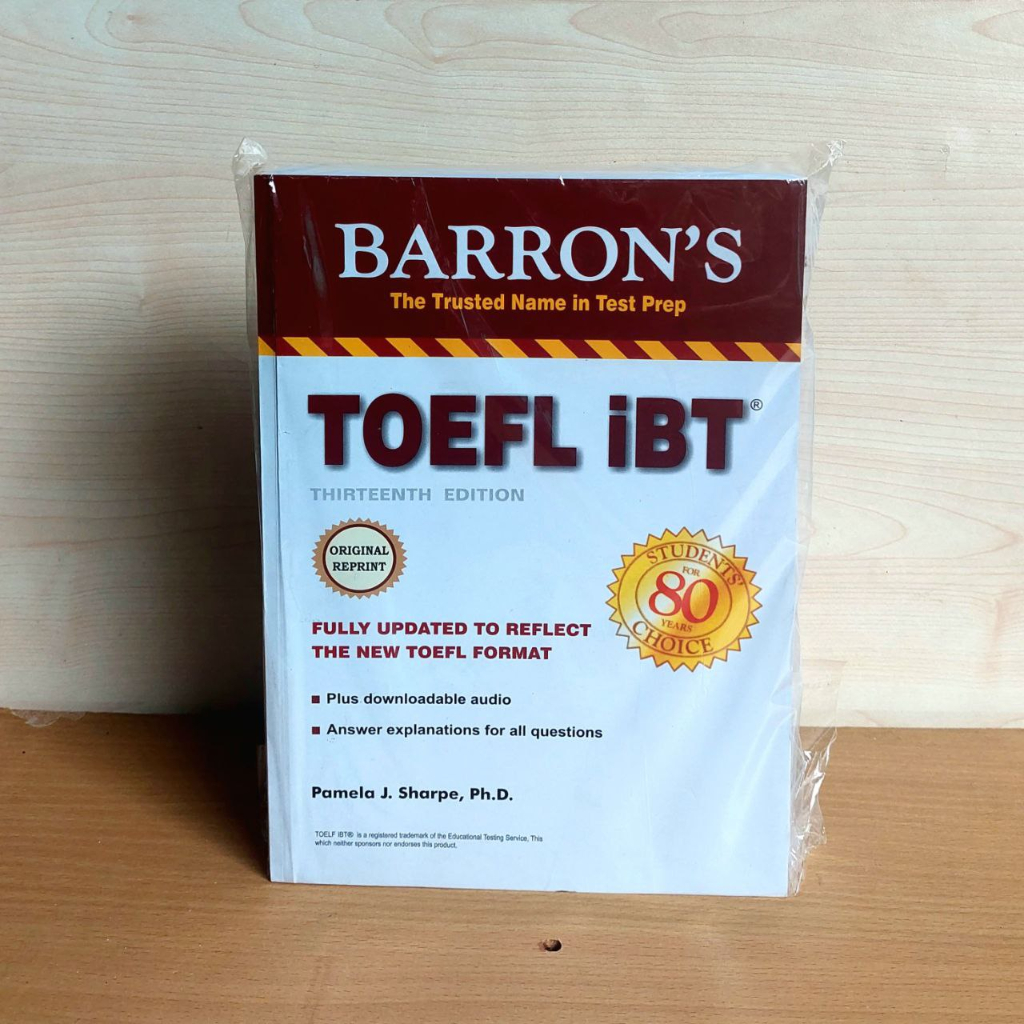 BARRON'S
The Trusted Name in Test Prep
TOEFL iBT®
THIRTEENTH EDITION
ORIGINAL
REPRINT
STUDENTS'
FOR
80
YEARS
CHOICE
FULLY UPDATED TO REFLECT
THE NEW TOEFL FORMAT
Plus downloadable audio
Answer explanations for all questions
Pamela J. Sharpe, Ph.D.
TOELF iBT® is a registered trademark of the Educational Testing Service, This
which neither sponsors nor endorses this product.